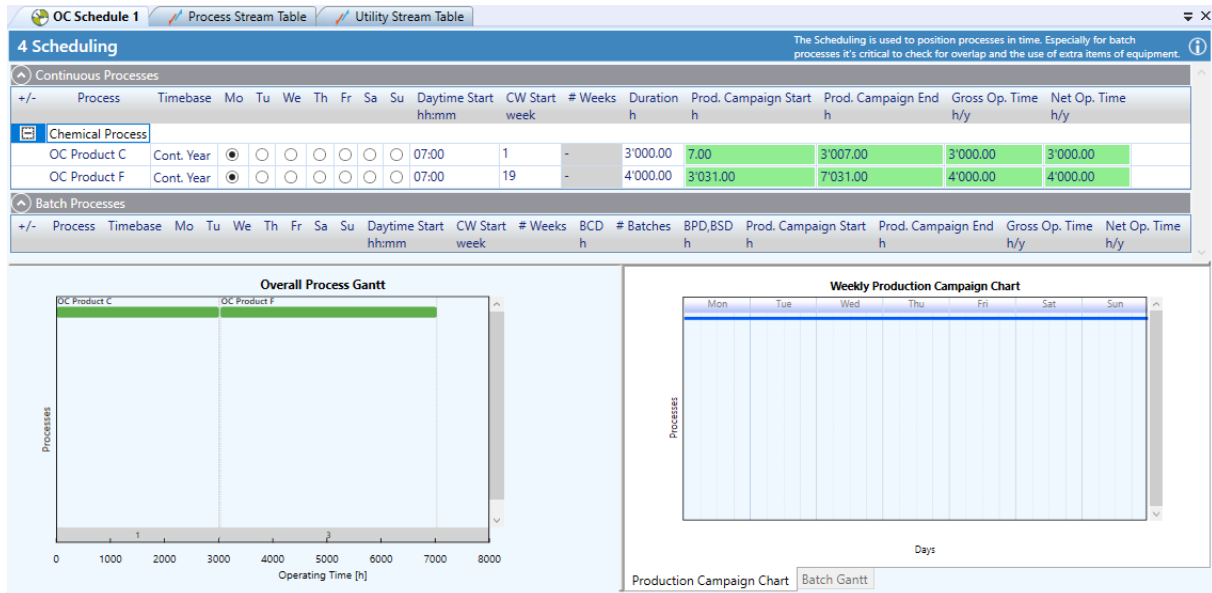 OC Schedule 1 Process Stream Table Utility Stream Table
4 Scheduling
The Scheduling is used to position processes in time. Especially for batch
processes it's critical to check for overlap and the use of extra items of equipment.
Continuous Processes
+/- Process Timebase Mo Tu We Th Fr Sa Su Daytime Start CW Start # Weeks Duration Prod. Campaign Start Prod. Campaign End Gross Op. Time Net Op. Time
hh:mm week h h h h/y h/y
Chemical Process
OC Product C Cont. Year 07:00 1 - 3'000.00 7.00 3'007.00 3'000.00 3'000.00
OC Product F Cont. Year 07:00 19 - 4'000.00 3'031.00 7'031.00 4'000.00 4'000.00
Batch Processes
+/- Process Timebase Mo Tu We Th Fr Sa Su Daytime Start CW Start # Weeks BCD # Batches BPD,BSD Prod. Campaign Start Prod. Campaign End Gross Op. Time Net Op. Time
hh:mm week h h h h h/y h/y
Overall Process Gantt
OC Product C OC Product F
Processes
1 3
0 1000 2000 3000 4000 5000 6000 7000 8000
Operating Time [h]
Weekly Production Campaign Chart
Mon Tue Wed Thu Fri Sat Sun
Processes
Days
Production Campaign Chart Batch Gantt